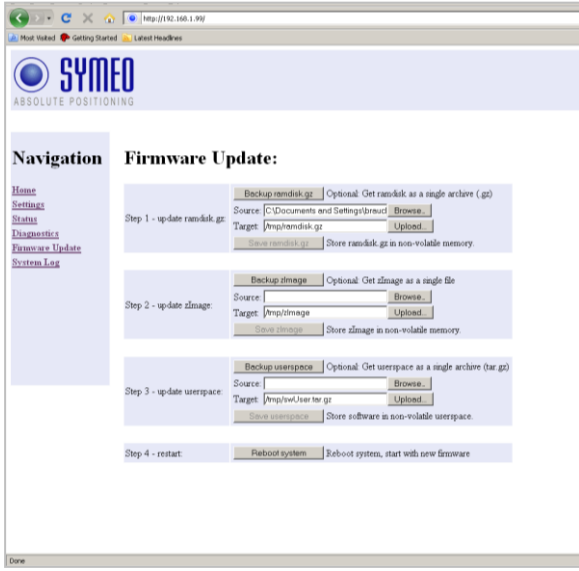 http://192.168.1.99/
Most Visited Getting Started Latest Headlines
SYMEO
ABSOLUTE POSITIONING
Navigation
Home
Settings
Status
Diagnostics
Firmware Update
System Log
Firmware Update:
Step 1 - update ramdisk.gz:
Backup ramdisk.gz Optional: Get ramdisk as a single archive (.gz)
Source: C:\Documents and Settings\ Browse..
Target: /tmp/ramdisk.gz Upload...
Save ramdisk.gz Store ramdisk.gz in non-volatile memory.
Step 2 - update zImage:
Backup zImage Optional: Get zImage as a single file
Source: Browse..
Target: /tmp/zImage Upload...
Save zImage Store zImage in non-volatile memory.
Step 3 - update userspace:
Backup userspace Optional: Get userspace as a single archive (tar.gz)
Source: Browse..
Target: /tmp/swUser.tar.gz Upload...
Save userspace Store software in non-volatile userspace.
Step 4 - restart:
Reboot system Reboot system, start with new firmware
Done